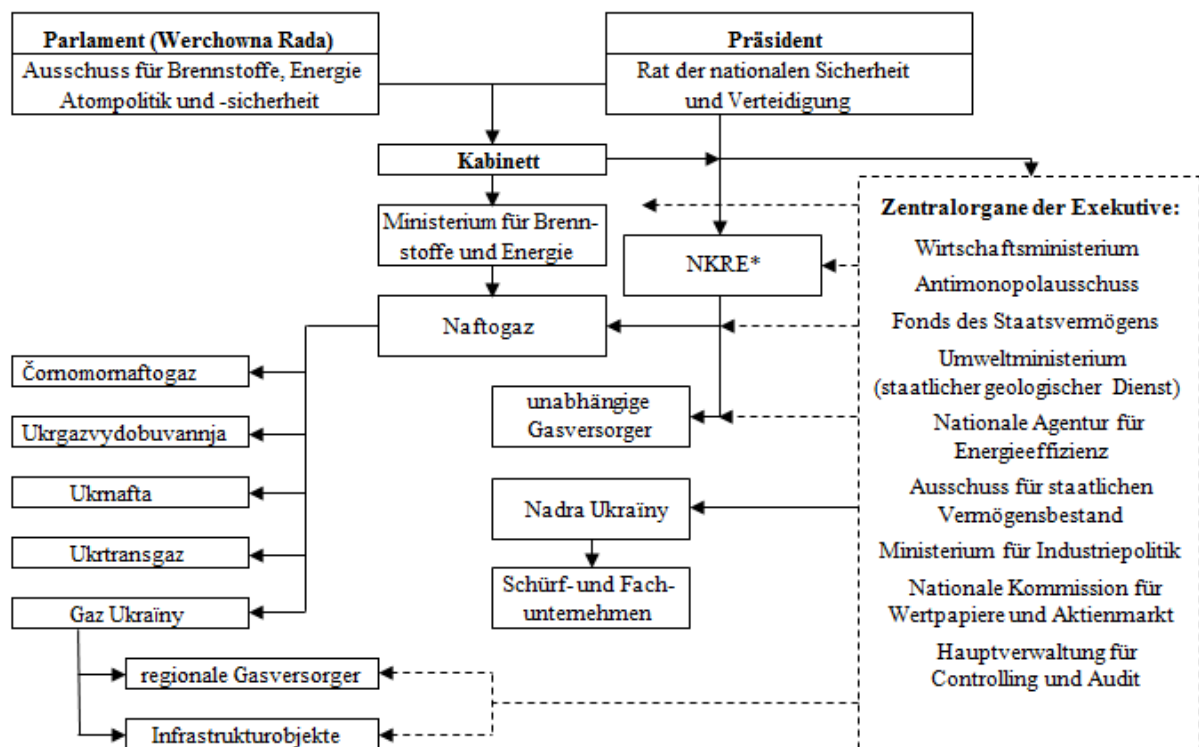 Parlament (Werchowna Rada)
Ausschuss für Brennstoffe, Energie
Atompolitik und -sicherheit
Präsident
Rat der nationalen Sicherheit
und Verteidigung
Kabinett
Ministerium für Brenn-
stoffe und Energie
NKRE*
Naftogaz
Čornomornaftogaz
Ukrgazvydobuvannja
Ukrnafta
Ukrtransgaz
Gaz Ukraïny
regionale Gasversorger
Infrastrukturobjekte
unabhängige
Gasversorger
Nadra Ukraïny
Schürf- und Fach-
unternehmen
Zentralorgane der Exekutive:
Wirtschaftsministerium
Antimonopolausschuss
Fonds des Staatsvermögens
Umweltministerium
(staatlicher geologischer Dienst)
Nationale Agentur für
Energieeffizienz
Ausschuss für staatlichen
Vermögensbestand
Ministerium für Industriepolitik
Nationale Kommission für
Wertpapiere und Aktienmarkt
Hauptverwaltung für
Controlling und Audit